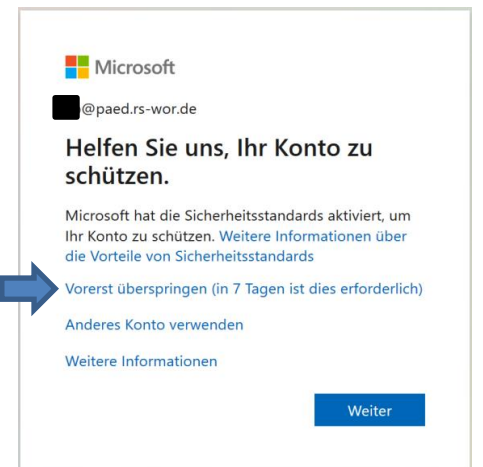 Microsoft
@paed.rs-wor.de
Helfen Sie uns, Ihr Konto zu
schützen.
Microsoft hat die Sicherheitsstandards aktiviert, um
Ihr Konto zu schützen. Weitere Informationen über
die Vorteile von Sicherheitsstandards
Vorerst überspringen (in 7 Tagen ist dies erforderlich)
Anderes Konto verwenden
Weitere Informationen
Weiter